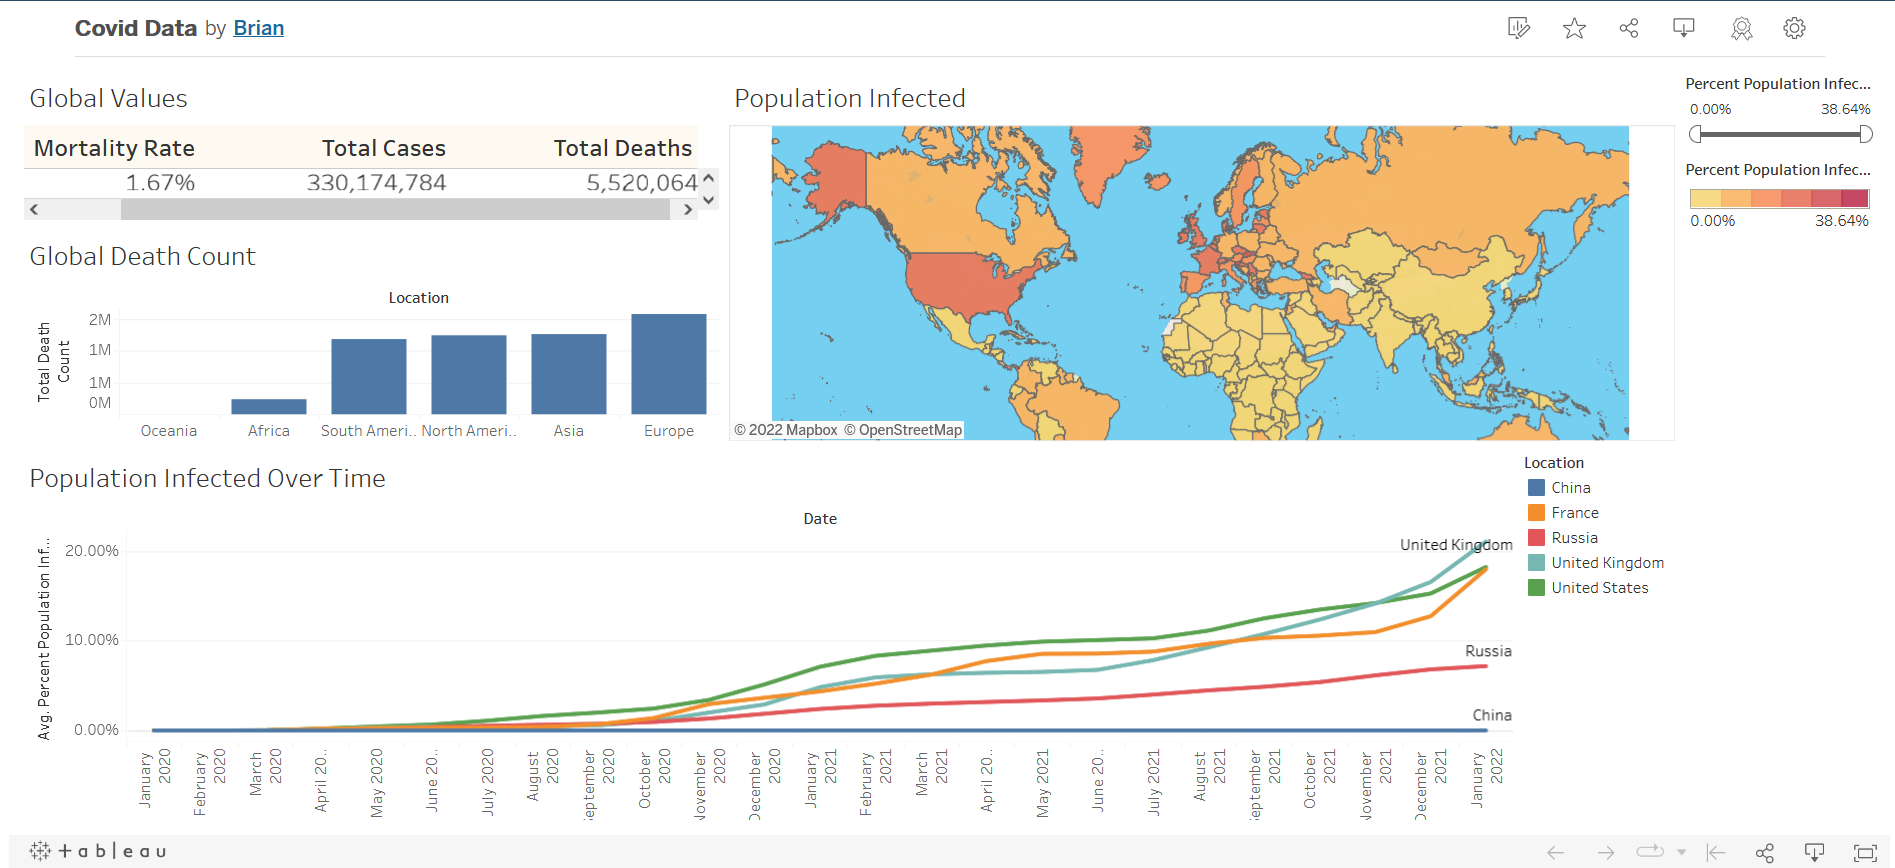 Covid Data by Brian
Global Values
Mortality Rate Total Cases Total Deaths
1.67% 330,174,784 5,520,064
Global Death Count
Location
Total Death
Count
2M
1M
1M
0M
Oceania Africa South Ameri.. North Ameri.. Asia Europe
Population Infected
© 2022 Mapbox © OpenStreetMap
Percent Population Infec...
0.00% 38.64%
Percent Population Infec...
0.00% 38.64%
Population Infected Over Time
Date
Avg. Percent Population Inf...
20.00%
10.00%
0.00%
United Kingdom
Russia
China
January
2020
February
2020
March
2020
April 20..
May 2020
June 20..
July 2020
August
2020
September
2020
October
2020
November
2020
December
2020
January
2021
February
2021
March
2021
April 20..
May 2021
June 20..
July 2021
August
2021
September
2021
October
2021
November
2021
December
2021
January
2022
Location
China
France
Russia
United Kingdom
United States
+ a b | e a u